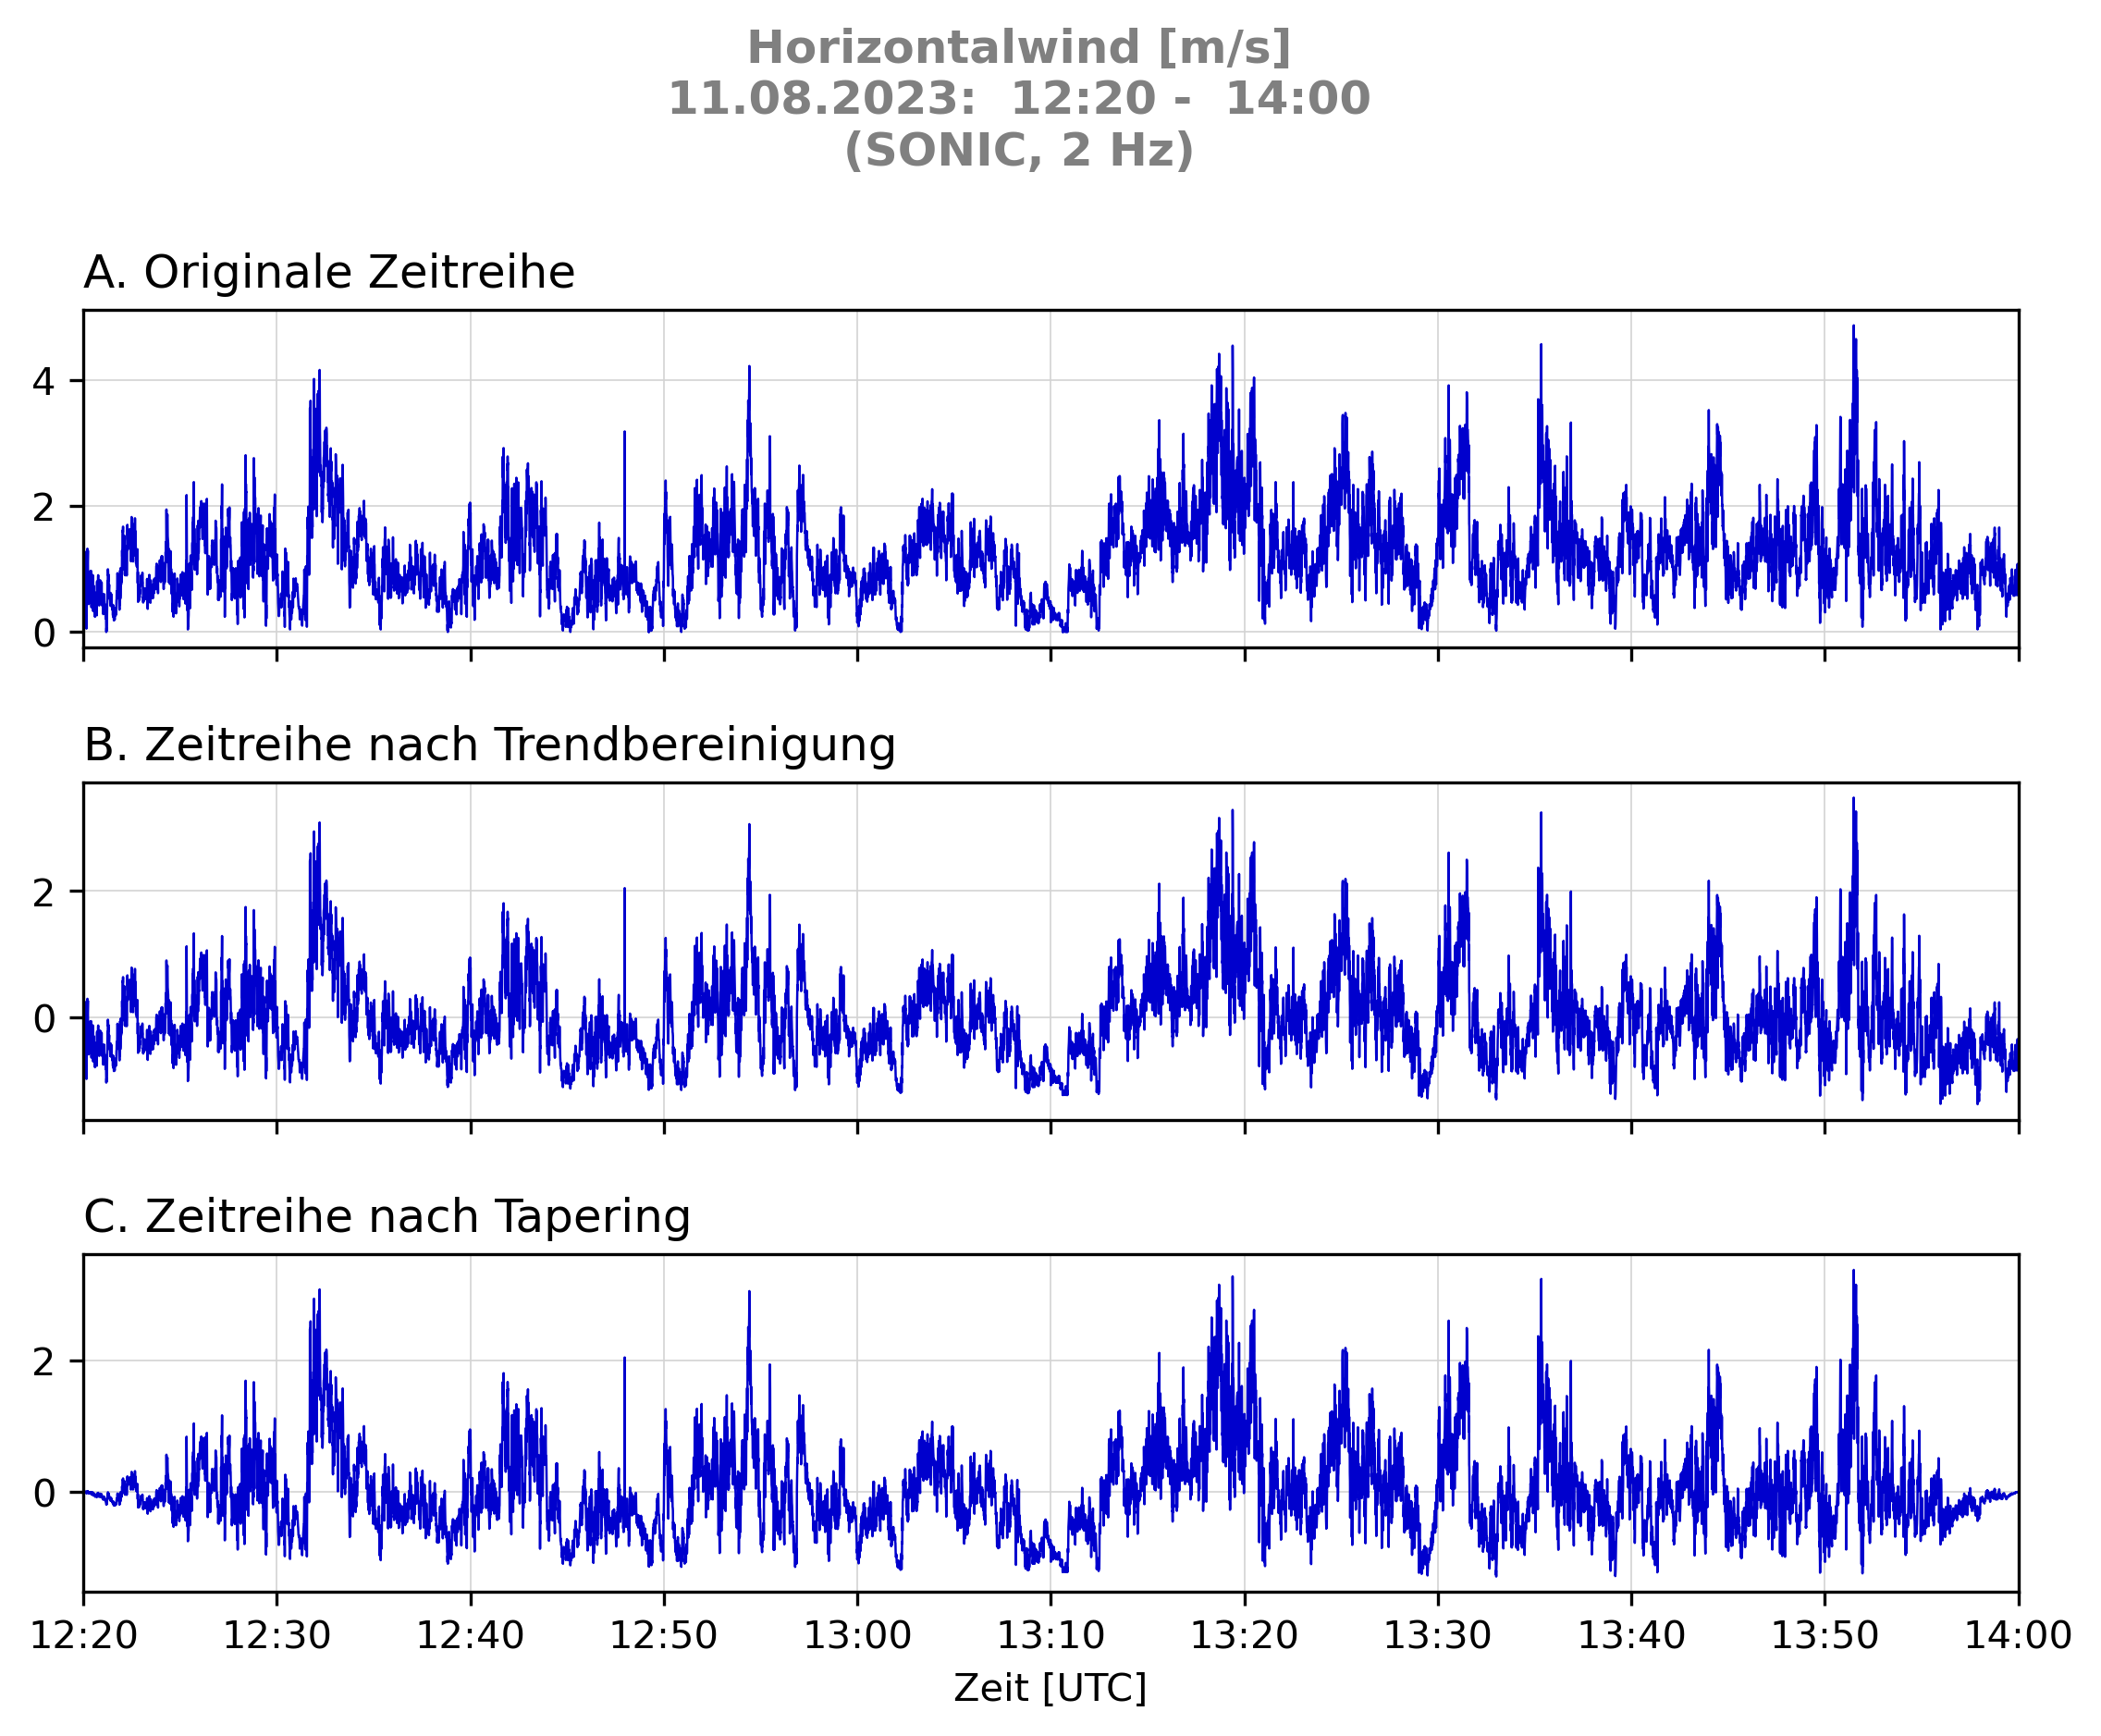 Horizontalwind [m/s]
11.08.2023:  12:20 -  14:00
(SONIC, 2 Hz)
A. Originale Zeitreihe
4
2
0
B. Zeitreihe nach Trendbereinigung
2
0
C. Zeitreihe nach Tapering
2
0
12:20 12:30 12:40 12:50 13:00 13:10 13:20 13:30 13:40 13:50 14:00
Zeit [UTC]